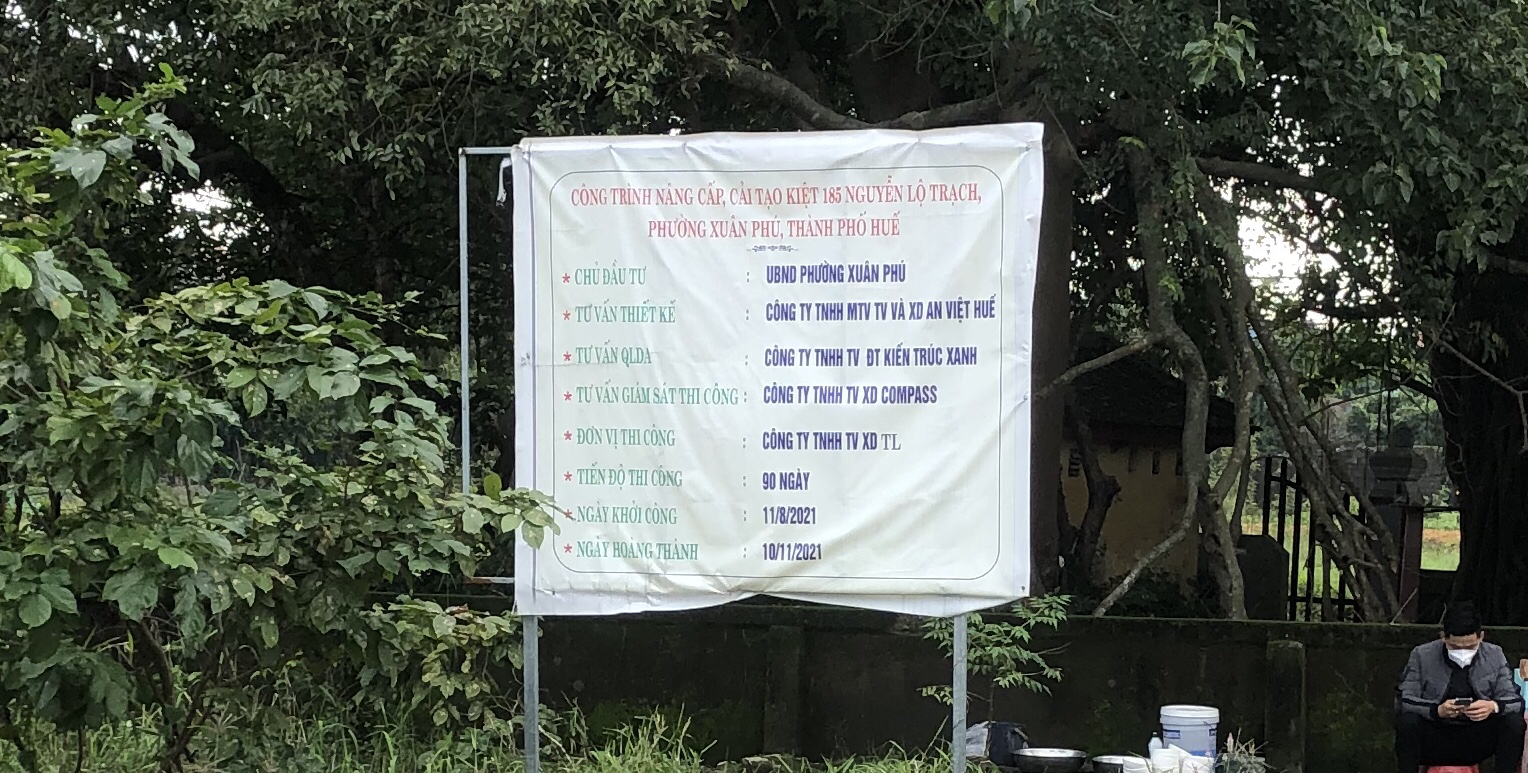 CÔNG TRÌNH NÂNG CẤP, CẢI TẠO KIỆT 185 NGUYỄN LỘ TRẠCH,
PHƯỜNG XUÂN PHÚ, THÀNH PHỐ HUẾ
* CHỦ ĐẦU TƯ : UBND PHƯỜNG XUÂN PHÚ
* TƯ VẤN THIẾT KẾ : CÔNG TY TNHH MTV TV VÀ XD AN VIỆT HUẾ
* TƯ VẤN QLDA : CÔNG TY TNHH TV ĐT KIẾN TRÚC XANH
* TƯ VẤN GIÁM SÁT THI CÔNG : CÔNG TY TNHH TV XD COMPASS
* ĐƠN VỊ THI CÔNG : CÔNG TY TNHH TV XD TL
* TIẾN ĐỘ THI CÔNG : 90 NGÀY
* NGÀY KHỞI CÔNG : 11/8/2021
* NGÀY HOÀNG THÀNH : 10/11/2021